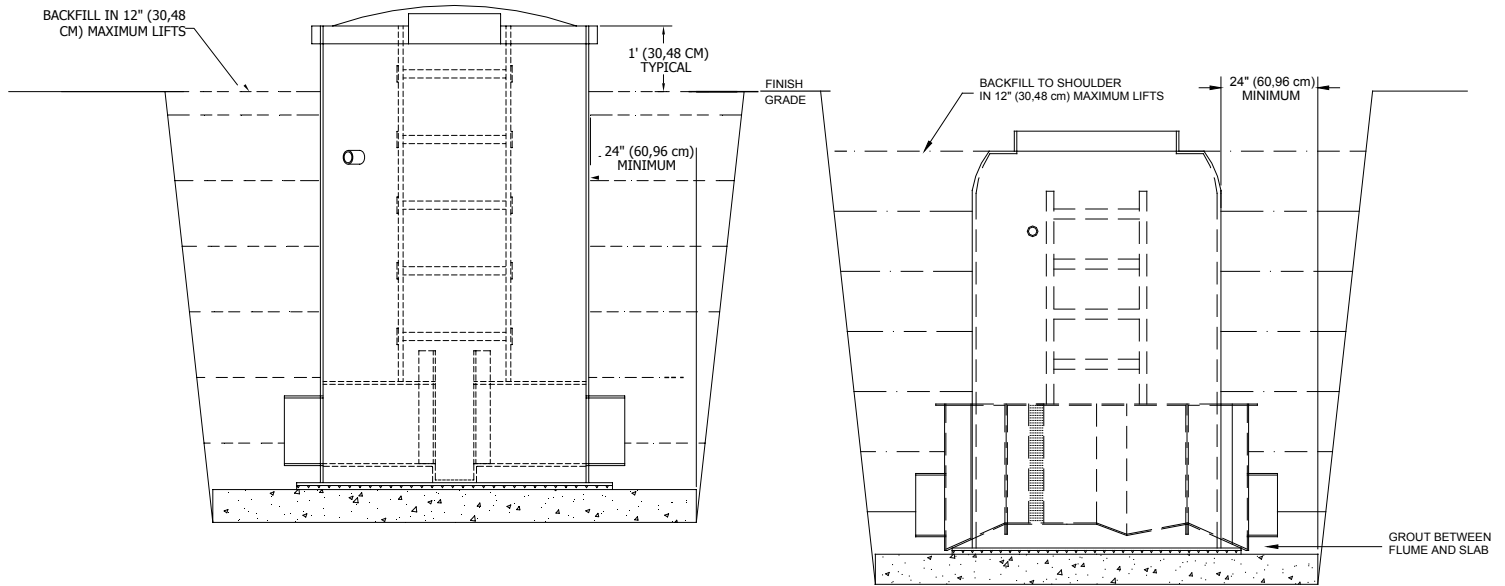 BACKFILL IN 12" (30,48
CM) MAXIMUM LIFTS
1' (30,48 CM)
TYPICAL
24" (60,96 cm)
MINIMUM
FINISH
GRADE
BACKFILL TO SHOULDER
IN 12" (30,48 cm) MAXIMUM LIFTS
24" (60,96 cm)
MINIMUM
GROUT BETWEEN
FLUME AND SLAB